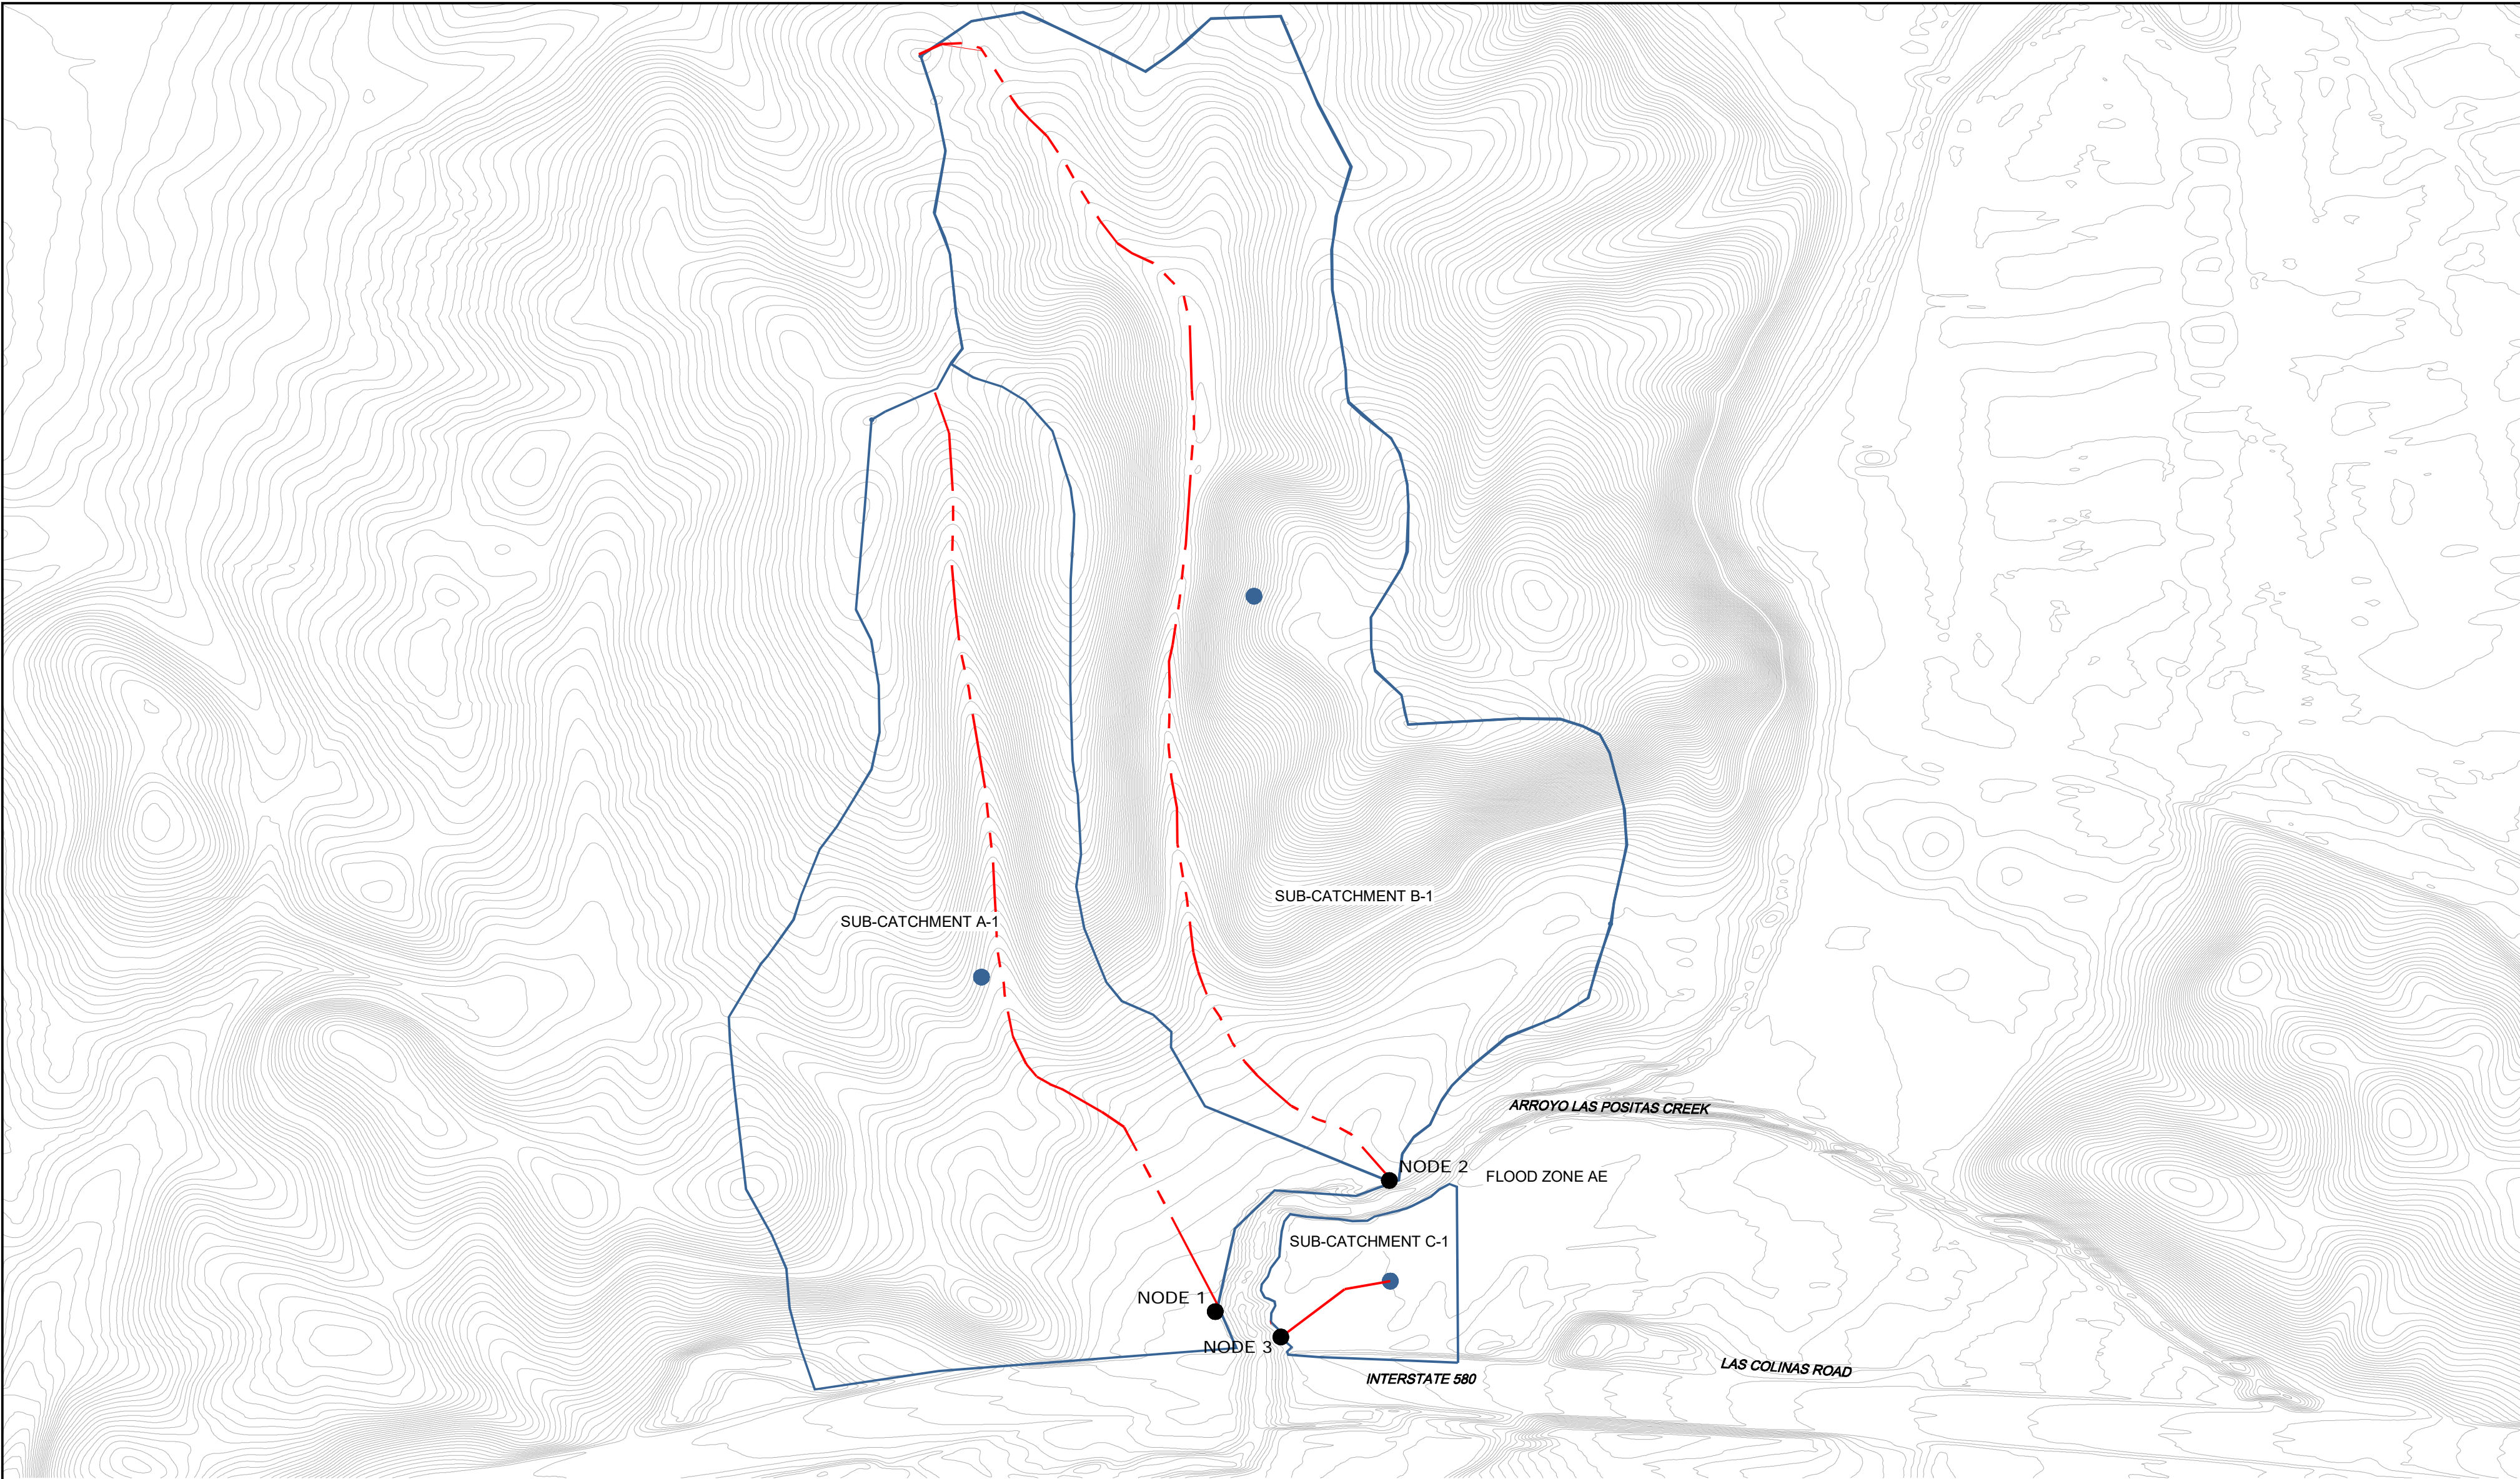 SUB-CATCHMENT B-1
SUB-CATCHMENT A-1
ARROYO LAS POSITAS CREEK
NODE 2
FLOOD ZONE AE
SUB-CATCHMENT C-1
NODE 1
NODE 3
LAS COLINAS ROAD
INTERSTATE 580